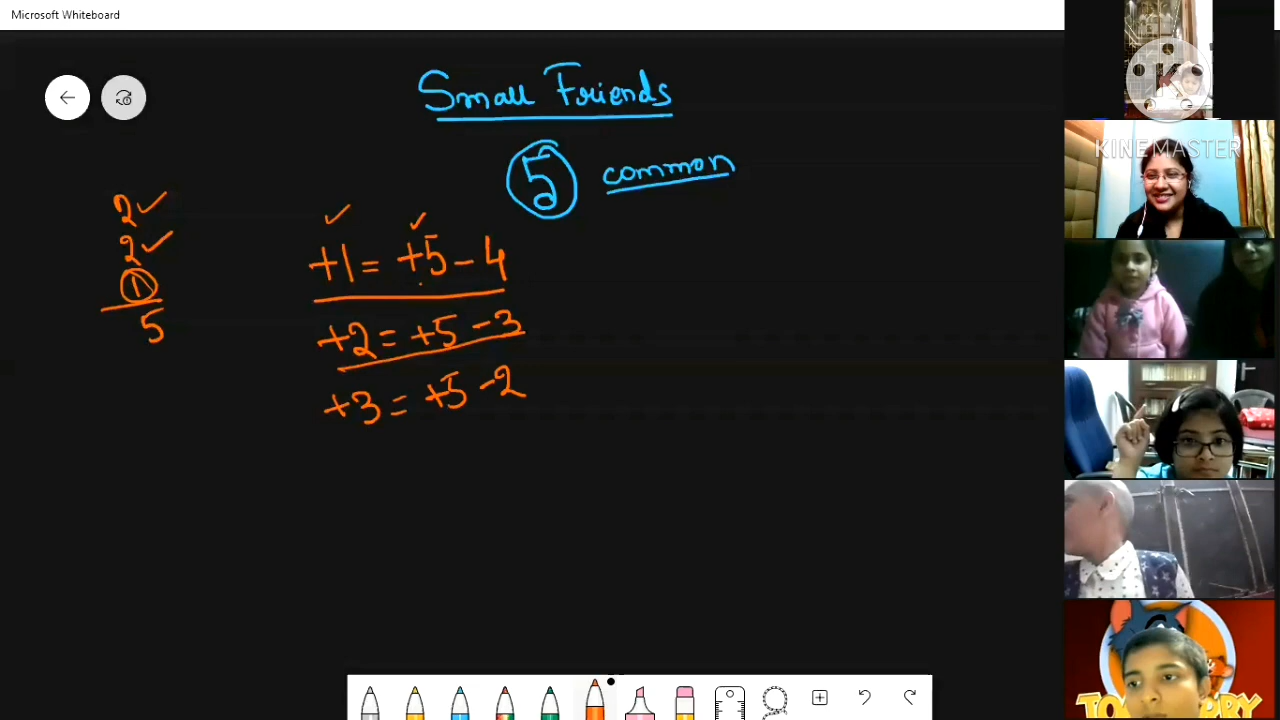 Microsoft Whiteboard
Small Friends
5 common
2
2
1
5
+1 = +5 - 4
+2 = +5 - 3
+3 = +5 - 2
KINEMASTER